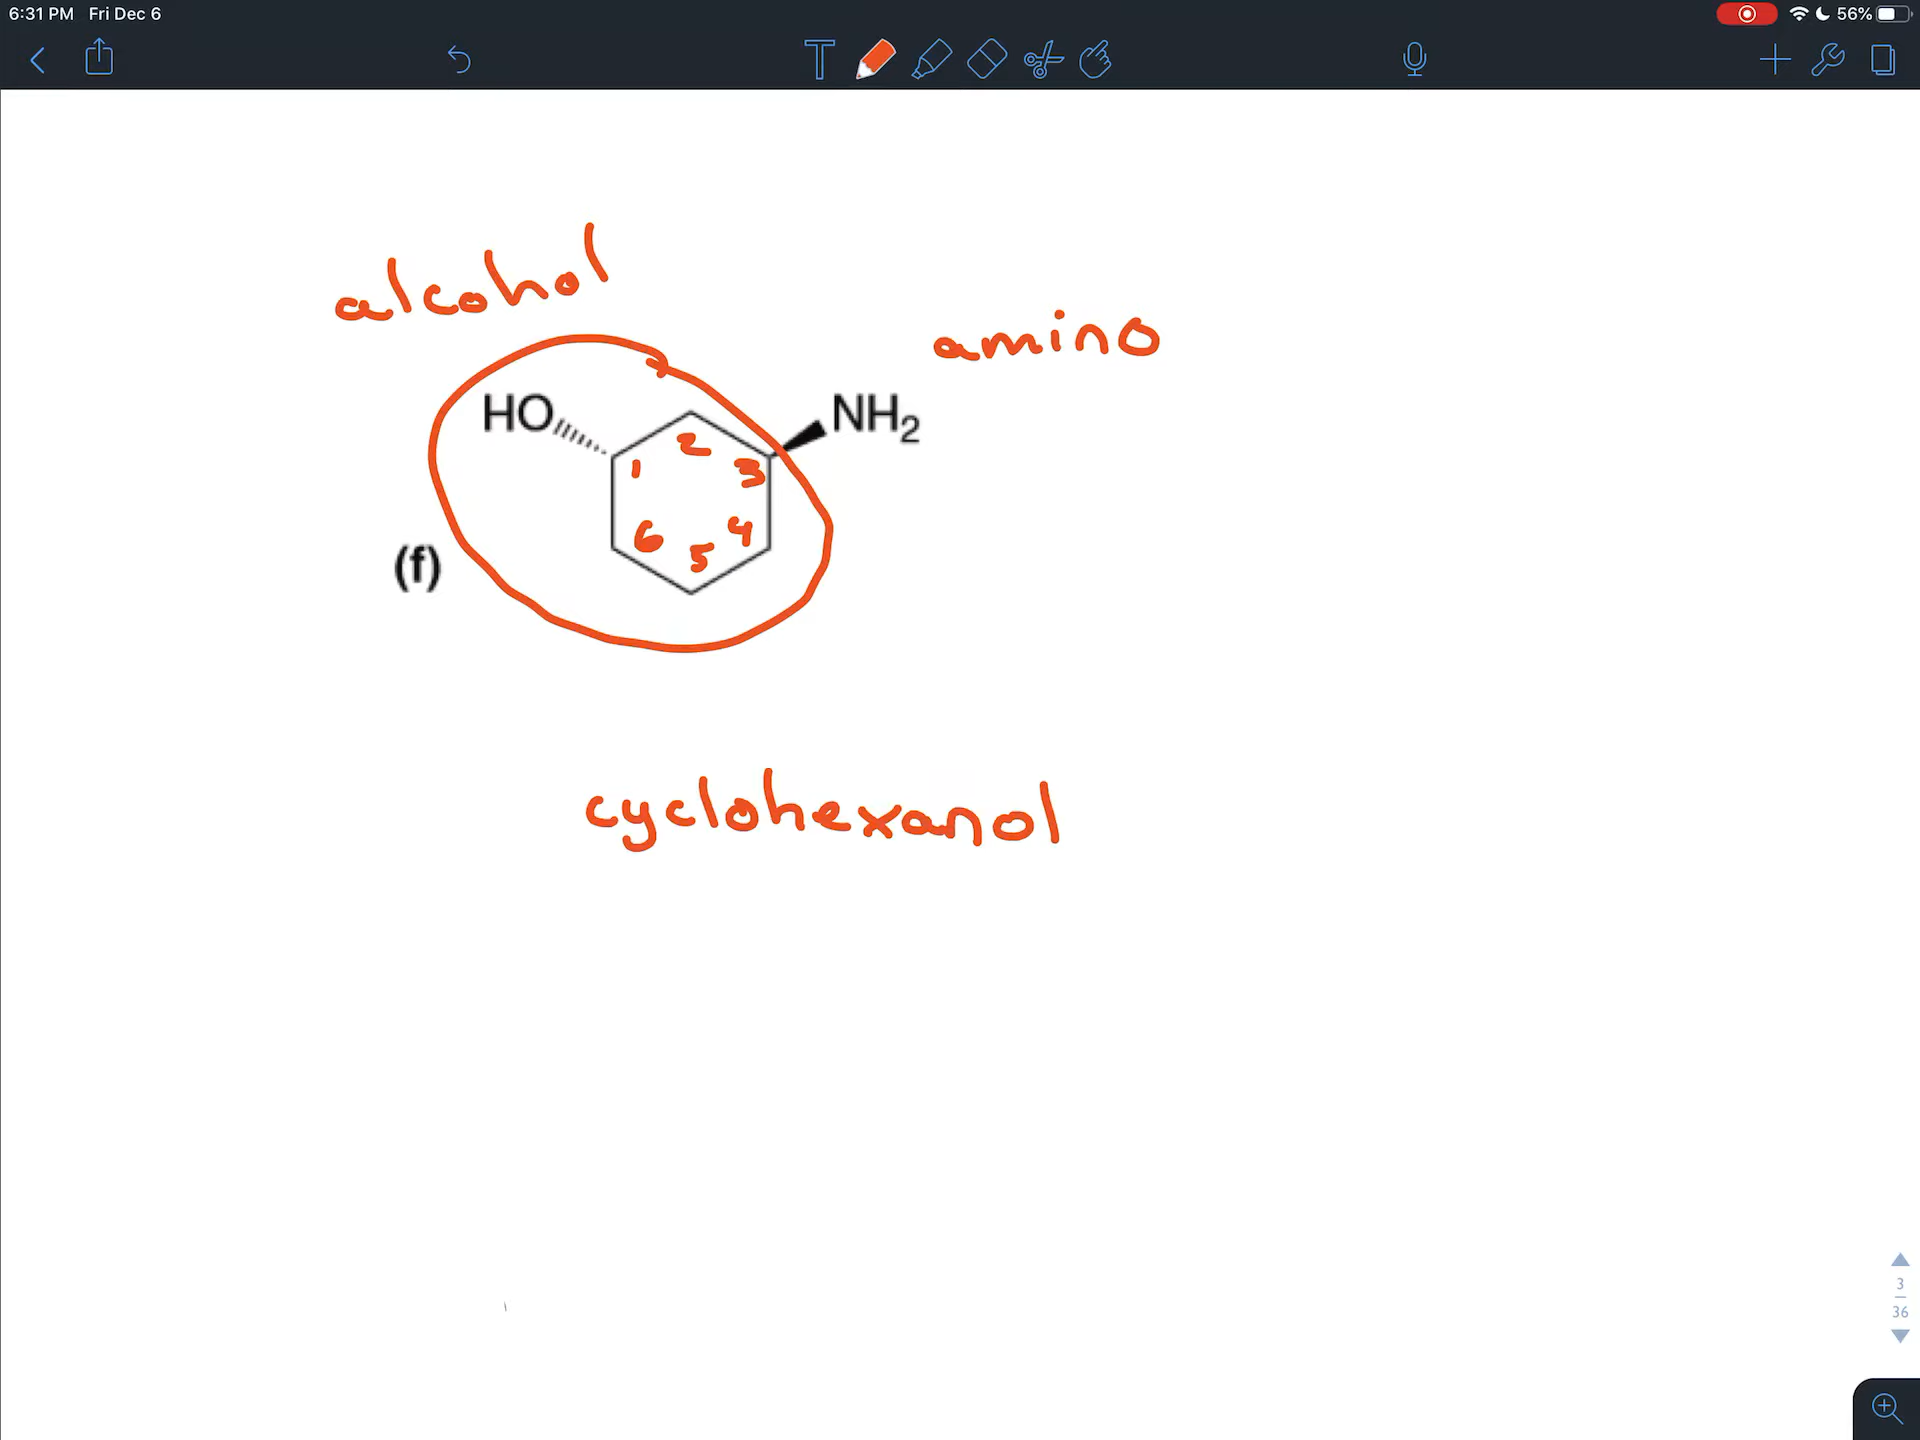 6:31 PM Fri Dec 6
56%
T
alcohol
amino
HO
NH₂
1
2
3
6
4
5
(f)
cyclohexanol
3
36